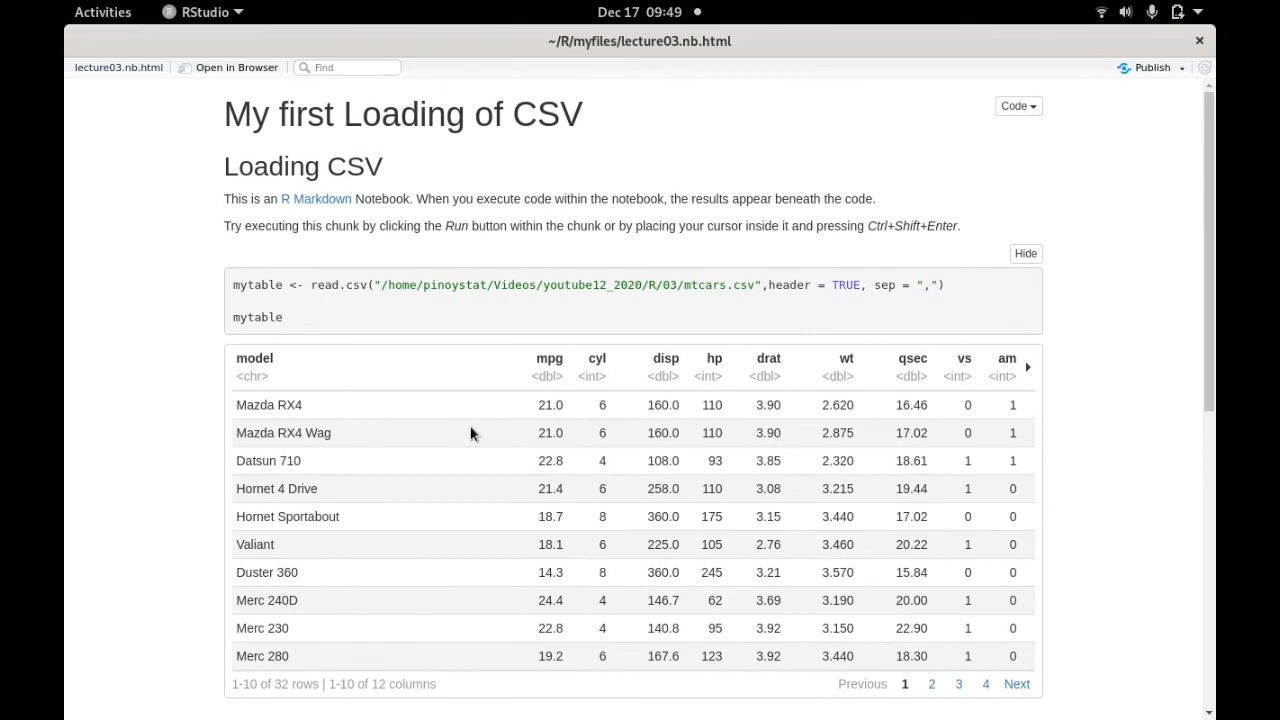 Activities RStudio Dec 17 09:49
~/R/myfiles/lecture03.nb.html
lecture03.nb.html Open in Browser Find Publish
My first Loading of CSV Code
Loading CSV
This is an R Markdown Notebook. When you execute code within the notebook, the results appear beneath the code.
Try executing this chunk by clicking the Run button within the chunk or by placing your cursor inside it and pressing Ctrl+Shift+Enter.
Hide
mytable <- read.csv("/home/pinoystat/Videos/youtube12_2020/R/03/mtcars.csv",header = TRUE, sep = ",")
mytable
model mpg cyl disp hp drat wt qsec vs am
<chr> <dbl> <int> <dbl> <int> <dbl> <dbl> <dbl> <int> <int>
Mazda RX4 21.0 6 160.0 110 3.90 2.620 16.46 0 1
Mazda RX4 Wag 21.0 6 160.0 110 3.90 2.875 17.02 0 1
Datsun 710 22.8 4 108.0 93 3.85 2.320 18.61 1 1
Hornet 4 Drive 21.4 6 258.0 110 3.08 3.215 19.44 1 0
Hornet Sportabout 18.7 8 360.0 175 3.15 3.440 17.02 0 0
Valiant 18.1 6 225.0 105 2.76 3.460 20.22 1 0
Duster 360 14.3 8 360.0 245 3.21 3.570 15.84 0 0
Merc 240D 24.4 4 146.7 62 3.69 3.190 20.00 1 0
Merc 230 22.8 4 140.8 95 3.92 3.150 22.90 1 0
Merc 280 19.2 6 167.6 123 3.92 3.440 18.30 1 0
1-10 of 32 rows | 1-10 of 12 columns Previous 1 2 3 4 Next